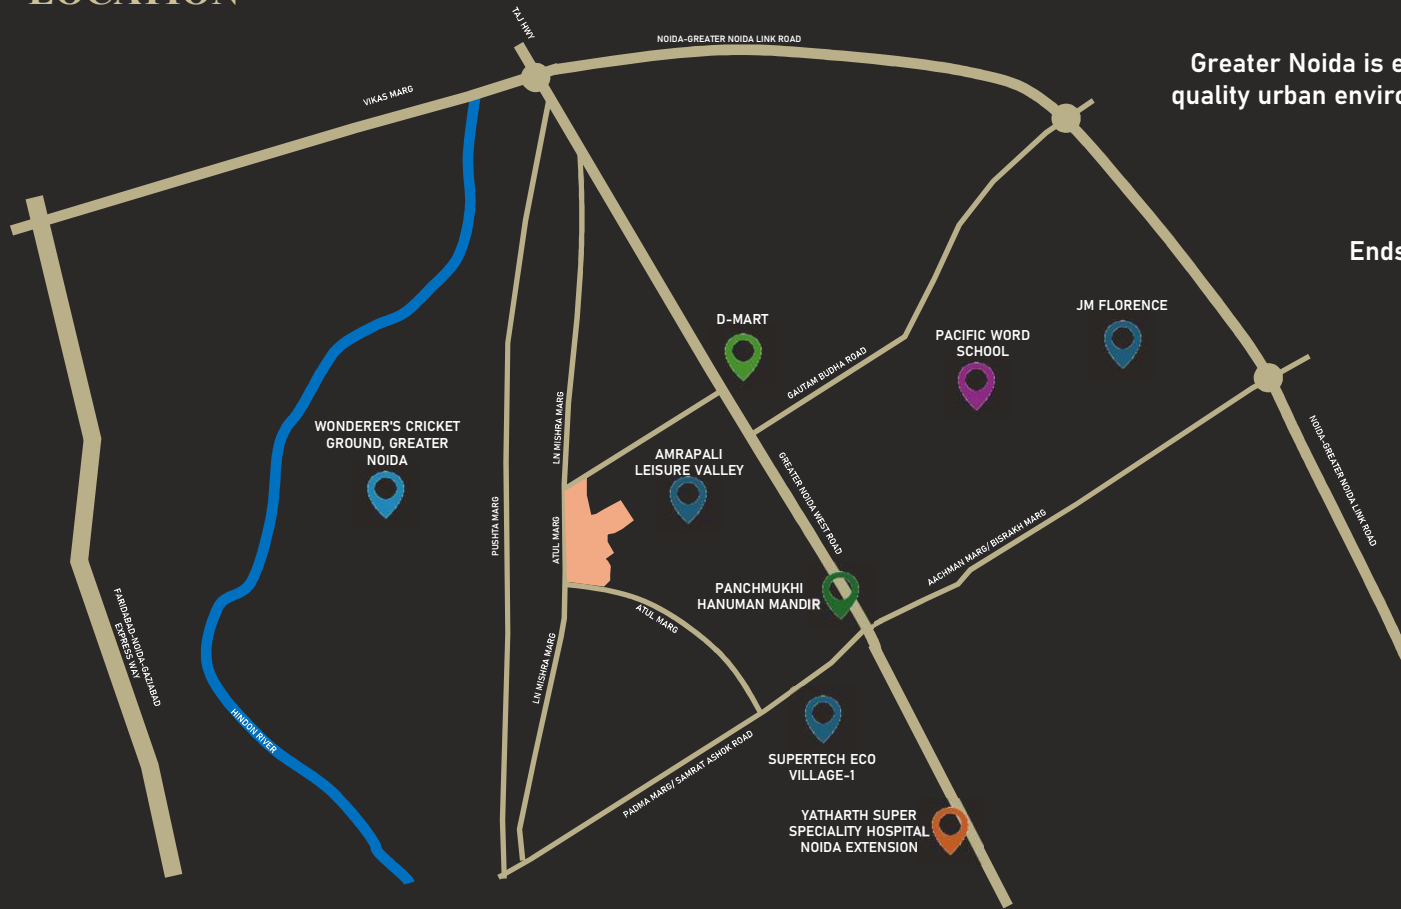 LOCATION
TAJ HWY
NOIDA-GREATER NOIDA LINK ROAD
Greater Noida is e
quality urban enviro
VIKAS MARG
Ends
JM FLORENCE
D-MART
PACIFIC WORD
SCHOOL
GAUTAM BUDHA ROAD
LN MISHRA MARG
WONDERER'S CRICKET
GROUND, GREATER
NOIDA
AMRAPALI
LEISURE VALLEY
GREATER NOIDA WEST ROAD
NOIDA-GREATER NOIDA LINK ROAD
PUSHTA MARG
ATUL MARG
AACHMAN MARG/ BISRAKH MARG
PANCHMUKHI
HANUMAN MANDIR
ATUL MARG
FARIDABAD-NOIDA-GAZIABAD
EXPRESS WAY
LN MISHRA MARG
HINDON RIVER
PADMA MARG/ SAMRAT ASHOK ROAD
SUPERTECH ECO
VILLAGE-1
YATHARTH SUPER
SPECIALITY HOSPITAL
NOIDA EXTENSION